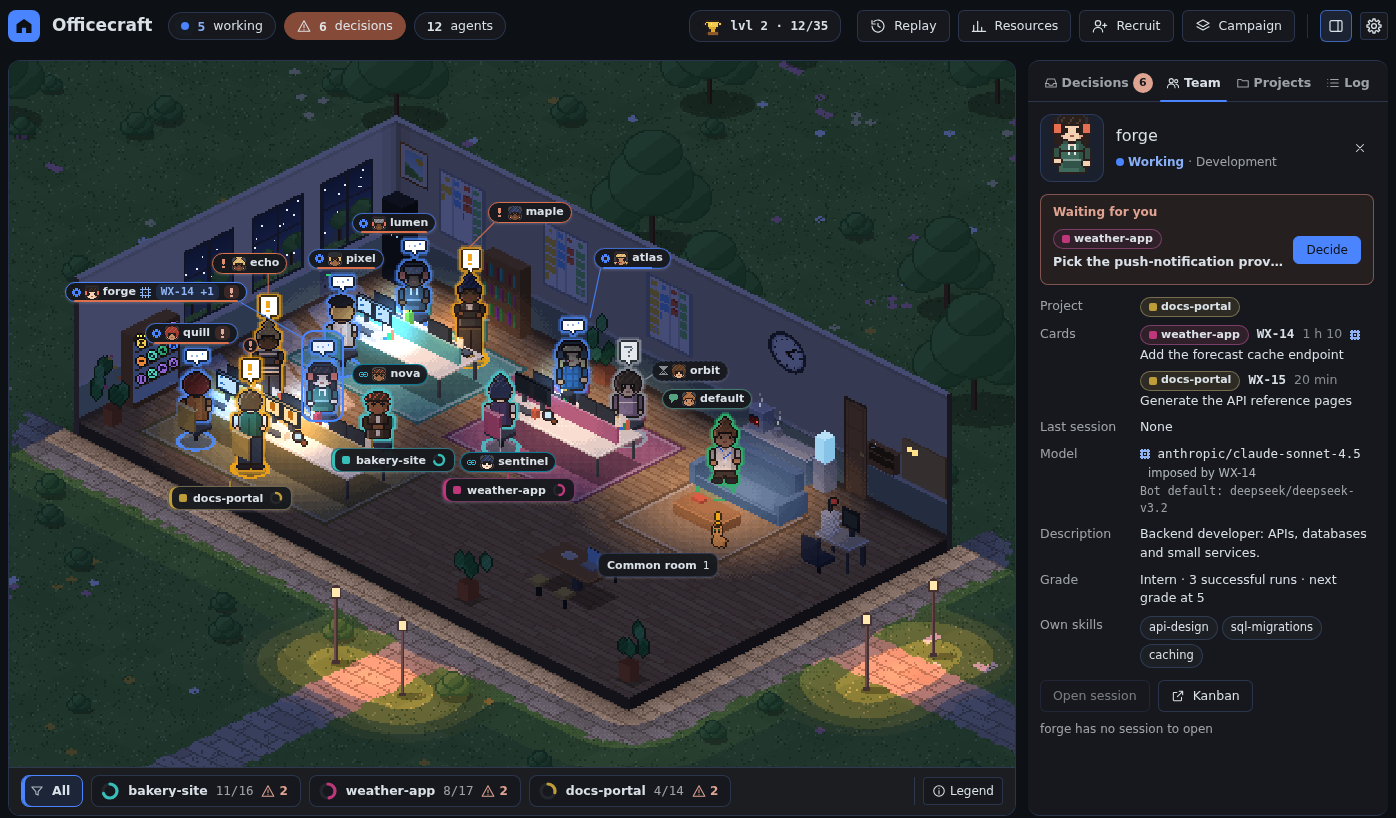 Officecraft
5 working
6 decisions
12 agents
lvl 2 · 12/35
Replay
Resources
Recruit
Campaign
lumen
maple
echo
pixel
atlas
forge WX-14 +1 !
quill !
nova
orbit
default
bakery-site
sentinel
docs-portal
weather-app
Common room 1
All
bakery-site 11/16 2
weather-app 8/17 2
docs-portal 4/14 2
Legend
Decisions 6
Team
Projects
Log
forge
Working · Development
Waiting for you
weather-app
Pick the push-notification prov…
Decide
Project docs-portal
Cards weather-app WX-14 1 h 10
Add the forecast cache endpoint
docs-portal WX-15 20 min
Generate the API reference pages
Last session None
Model anthropic/claude-sonnet-4.5
imposed by WX-14
Bot default: deepseek/deepseek-
v3.2
Description Backend developer: APIs, databases
and small services.
Grade Intern · 3 successful runs · next
grade at 5
Own skills api-design sql-migrations
caching
Open session
Kanban
forge has no session to open